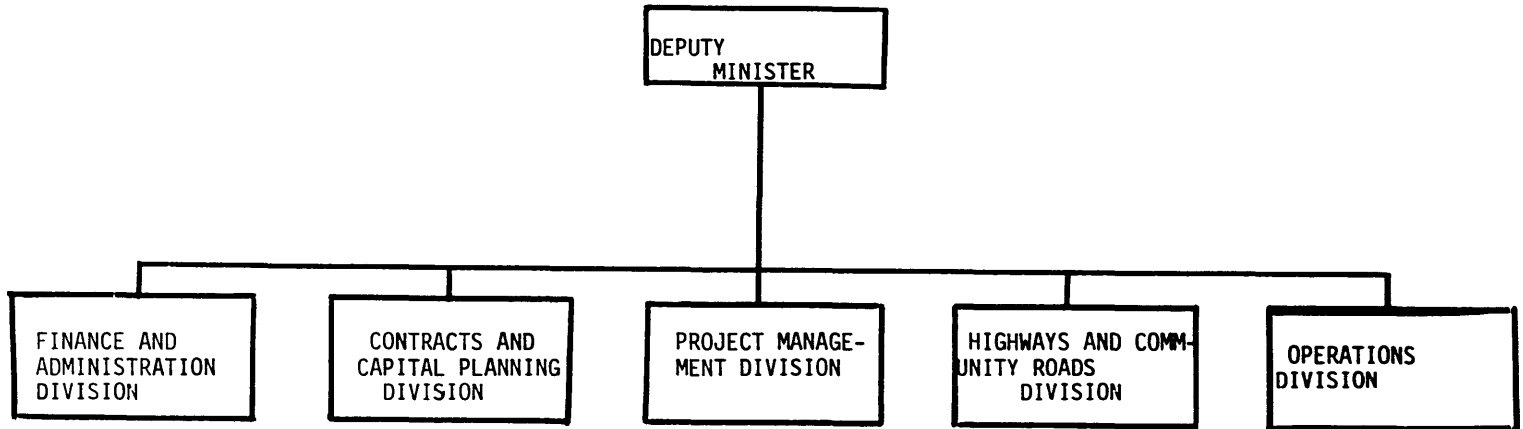 DEPUTY
MINISTER
FINANCE AND
ADMINISTRATION
DIVISION
CONTRACTS AND
CAPITAL PLANNING
DIVISION
PROJECT MANAGE-
MENT DIVISION
HIGHWAYS AND COMM-
UNITY ROADS
DIVISION
OPERATIONS
DIVISION